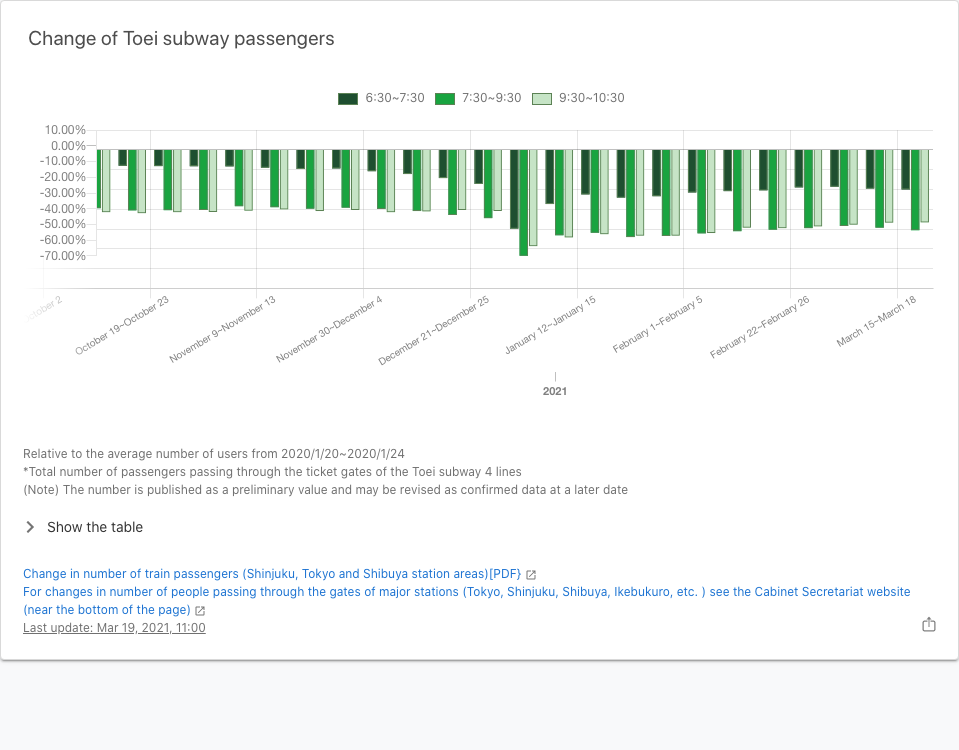 Change of Toei subway passengers
6:30~7:30 7:30~9:30 9:30~10:30
10.00%
0.00%
-10.00%
-20.00%
-30.00%
-40.00%
-50.00%
-60.00%
-70.00%
October 19~October 23
November 9~November 13
November 30~December 4
December 21~December 25
January 12~January 15
February 1~February 5
February 22~February 26
March 15~March 18
2021
Relative to the average number of users from 2020/1/20~2020/1/24
*Total number of passengers passing through the ticket gates of the Toei subway 4 lines
(Note) The number is published as a preliminary value and may be revised as confirmed data at a later date
Show the table
Change in number of train passengers (Shinjuku, Tokyo and Shibuya station areas)[PDF}
For changes in number of people passing through the gates of major stations (Tokyo, Shinjuku, Shibuya, Ikebukuro, etc. ) see the Cabinet Secretariat website
(near the bottom of the page)
Last update: Mar 19, 2021, 11:00